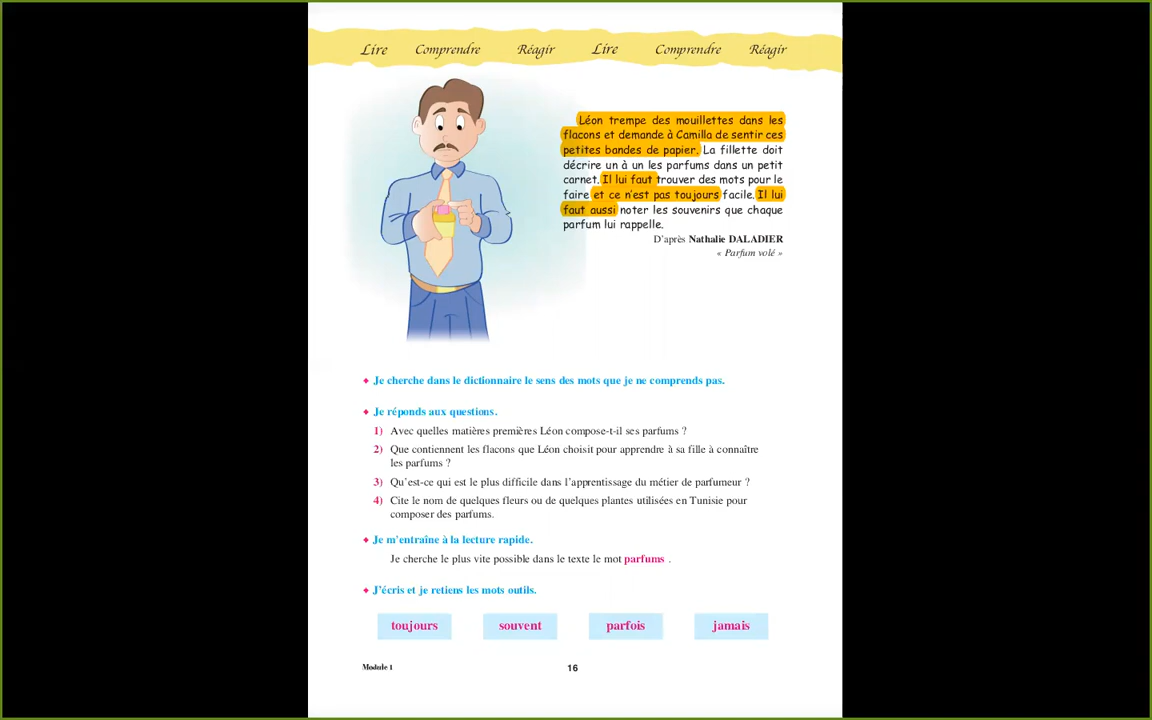 Lire Comprendre Réagir Lire Comprendre Réagir
Léon trempe des mouillettes dans les
flacons et demande à Camilla de sentir ces
petites bandes de papier. La fillette doit
décrire un à un les parfums dans un petit
carnet. Il lui faut trouver des mots pour le
faire et ce n'est pas toujours facile. Il lui
faut aussi noter les souvenirs que chaque
parfum lui rappelle.
D'après Nathalie DALADIER
« Parfum volé »
♦ Je cherche dans le dictionnaire le sens des mots que je ne comprends pas.
♦ Je réponds aux questions.
1) Avec quelles matières premières Léon compose-t-il ses parfums ?
2) Que contiennent les flacons que Léon choisit pour apprendre à sa fille à connaître
les parfums ?
3) Qu'est-ce qui est le plus difficile dans l'apprentissage du métier de parfumeur ?
4) Cite le nom de quelques fleurs ou de quelques plantes utilisées en Tunisie pour
composer des parfums.
♦ Je m'entraîne à la lecture rapide.
Je cherche le plus vite possible dans le texte le mot parfums .
♦ J'écris et je retiens les mots outils.
toujours souvent parfois jamais
Module 1 16